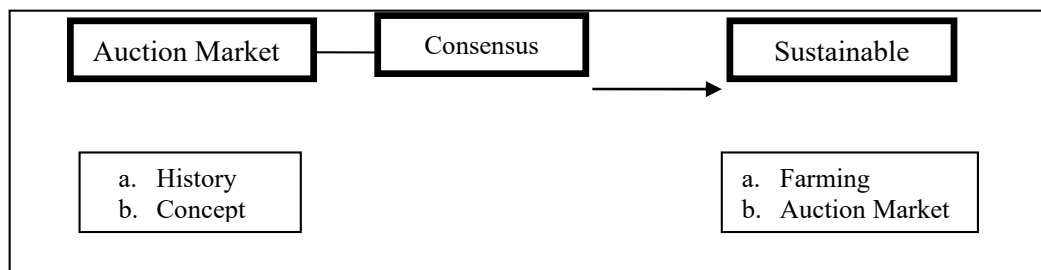 Auction Market
Consensus
Sustainable
a. History
b. Concept
a. Farming
b. Auction Market